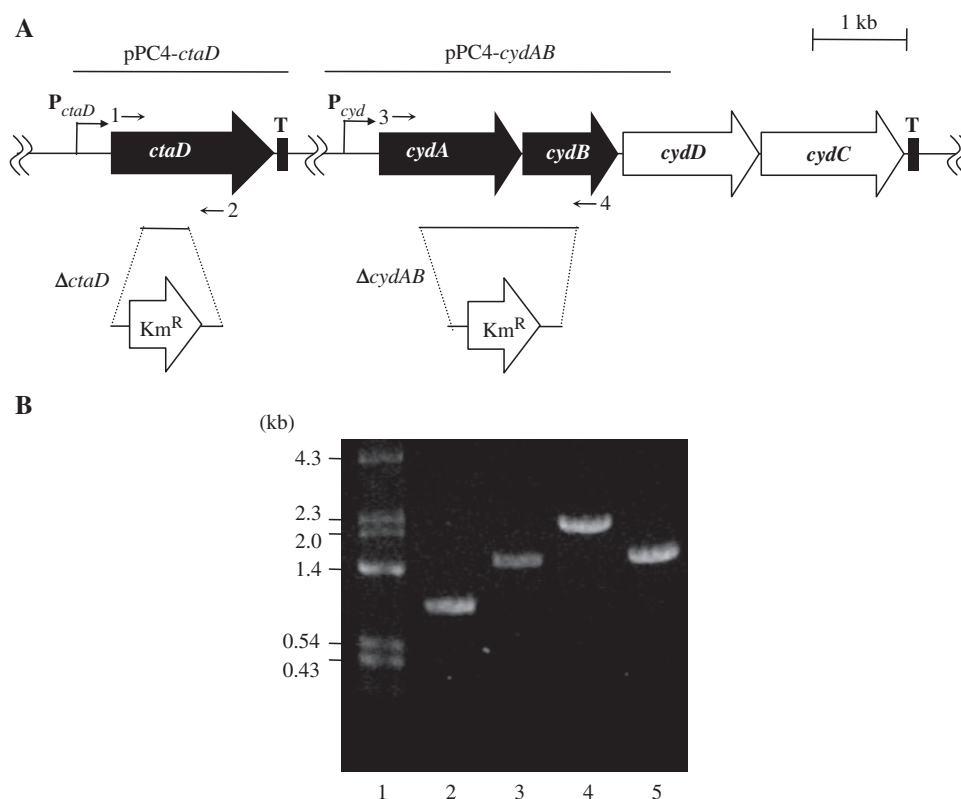 A
1 kb
pPC4-ctaD
pPC4-cydAB
PctaD
1
Pcyd
3
T
T
ctaD
cydA
cydB
cydD
cydC
2
4
ΔctaD
ΔcydAB
KmR
KmR
B
(kb)
4.3
2.3
2.0
1.4
0.54
0.43
1 2 3 4 5